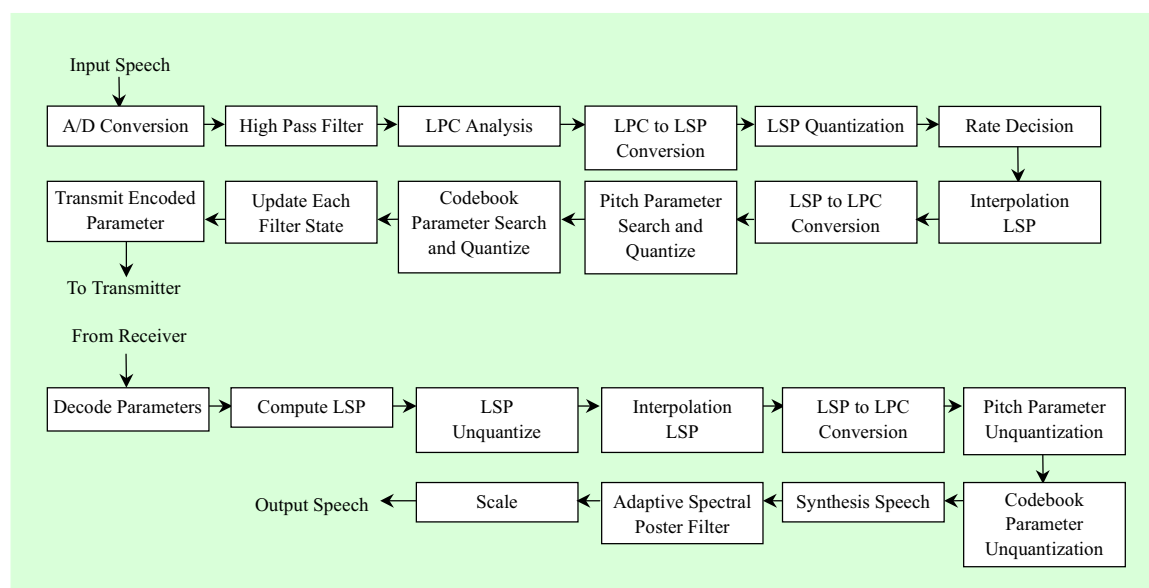 Input Speech
A/D Conversion
High Pass Filter
LPC Analysis
LPC to LSP
Conversion
LSP Quantization
Rate Decision
Interpolation
LSP
LSP to LPC
Conversion
Pitch Parameter
Search and
Quantize
Codebook
Parameter Search
and Quantize
Update Each
Filter State
Transmit Encoded
Parameter
To Transmitter
From Receiver
Decode Parameters
Compute LSP
LSP
Unquantize
Interpolation
LSP
LSP to LPC
Conversion
Pitch Parameter
Unquantization
Codebook
Parameter
Unquantization
Synthesis Speech
Adaptive Spectral
Poster Filter
Scale
Output Speech